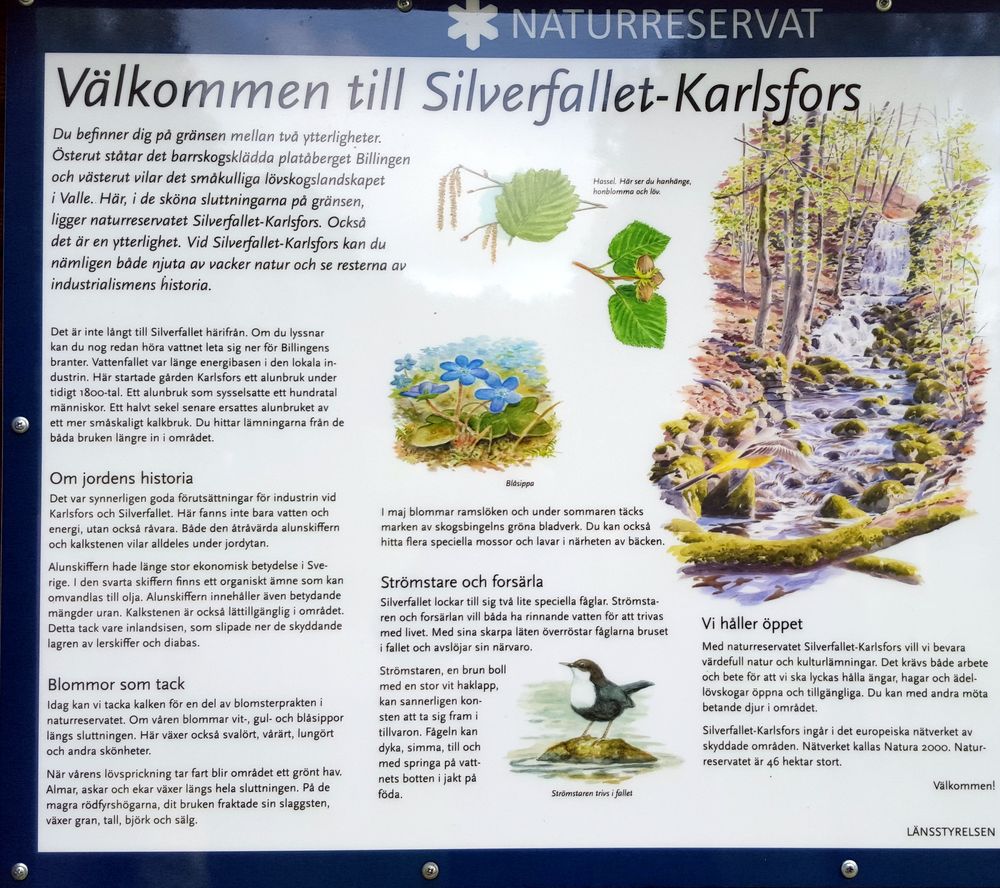 NATURRESERVAT
Välkommen till Silverfallet-Karlsfors
Du befinner dig på gränsen mellan två ytterligheter.
Österut ståtar det barrskogsklädda platåberget Billingen
och västerut vilar det småkulliga lövskogslandskapet
i Valle. Här, i de sköna sluttningarna på gränsen,
ligger naturreservatet Silverfallet-Karlsfors. Också
det är en ytterlighet. Vid Silverfallet-Karlsfors kan du
nämligen både njuta av vacker natur och se resterna av
industrialismens historia.
Det är inte långt till Silverfallet härifrån. Om du lyssnar
kan du nog redan höra vattnet leta sig ner för Billingens
branter. Vattenfallet var länge energibasen i den lokala in-
dustrin. Här startade gården Karlsfors ett alunbruk under
tidigt 1800-tal. Ett alunbruk som sysselsatte ett hundratal
människor. Ett halvt sekel senare ersattes alunbruket av
ett mer småskaligt kalkbruk. Du hittar lämningarna från de
båda bruken längre in i området.
Om jordens historia
Det var synnerligen goda förutsättningar för industrin vid
Karlsfors och Silverfallet. Här fanns inte bara vatten och
energi, utan också råvara. Både den åtråvärda alunskiffern
och kalkstenen vilar alldeles under jordytan.
Alunskiffern hade länge stor ekonomisk betydelse i Sve-
rige. I den svarta skiffern finns ett organiskt ämne som kan
omvandlas till olja. Alunskiffern innehåller även betydande
mängder uran. Kalkstenen är också lättillgänglig i området.
Detta tack vare inlandsisen, som slipade ner de skyddande
lagren av lerskiffer och diabas.
Blommor som tack
Idag kan vi tacka kalken för en del av blomsterprakten i
naturreservatet. Om våren blommar vit-, gul- och blåsippor
längs sluttningen. Här växer också svalört, vårärt, lungört
och andra skönheter.
När vårens lövsprickning tar fart blir området ett grönt hav.
Almar, askar och ekar växer längs hela sluttningen. På de
magra rödfyrshögarna, dit bruken fraktade sin slaggsten,
växer gran, tall, björk och sälg.
Hassel. Här ser du hanhänge,
honblomma och löv.
Blåsippa
I maj blommar ramslöken och under sommaren täcks
marken av skogsbingelns gröna bladverk. Du kan också
hitta flera speciella mossor och lavar i närheten av bäcken.
Strömstare och forsärla
Silverfallet lockar till sig två lite speciella fåglar. Strömsta-
ren och forsärlan vill båda ha rinnande vatten för att trivas
med livet. Med sina skarpa läten överröstar fåglarna bruset
i fallet och avslöjar sin närvaro.
Strömstaren, en brun boll
med en stor vit haklapp,
kan sannerligen kon-
sten att ta sig fram i
tillvaron. Fågeln kan
dyka, simma, till och
med springa på vatt-
nets botten i jakt på
föda.
Strömstaren trivs i fallet
Vi håller öppet
Med naturreservatet Silverfallet-Karlsfors vill vi bevara
värdefull natur och kulturlämningar. Det krävs både arbete
och bete för att vi ska lyckas hålla ängar, hagar och ädel-
lövskogar öppna och tillgängliga. Du kan med andra möta
betande djur i området.
Silverfallet-Karlsfors ingår i det europeiska nätverket av
skyddade områden. Nätverket kallas Natura 2000. Natur-
reservatet är 46 hektar stort.
Välkommen!
LÄNSSTYRELSEN